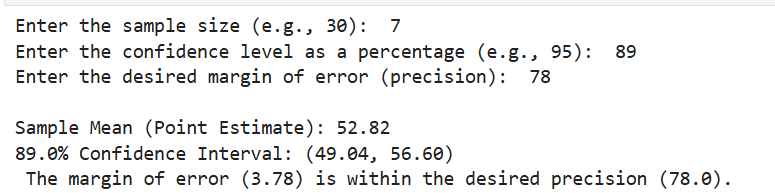 Enter the sample size (e.g., 30):  7
Enter the confidence level as a percentage (e.g., 95):  89
Enter the desired margin of error (precision):  78
Sample Mean (Point Estimate): 52.82
89.0% Confidence Interval: (49.04, 56.60)
The margin of error (3.78) is within the desired precision (78.0).